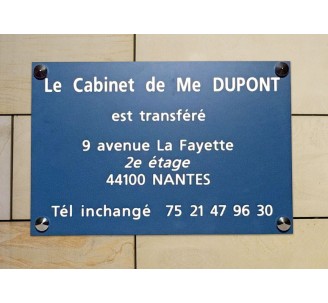 Le Cabinet de Me DUPONT
est transféré
9 avenue La Fayette
2e étage
44100 NANTES
Tél inchangé 75 21 47 96 30